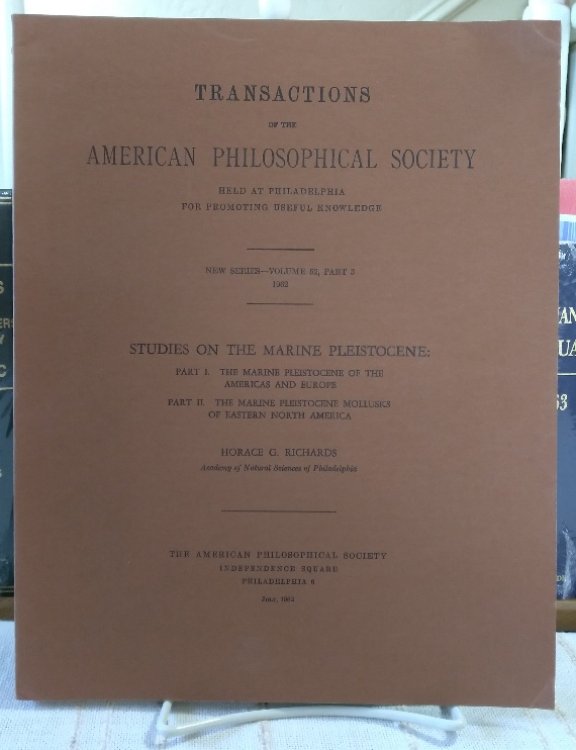 TRANSACTIONS
OF THE
AMERICAN PHILOSOPHICAL SOCIETY
HELD AT PHILADELPHIA
FOR PROMOTING USEFUL KNOWLEDGE
NEW SERIES—VOLUME 52, PART 3
1962
STUDIES ON THE MARINE PLEISTOCENE:
PART I. THE MARINE PLEISTOCENE OF THE
AMERICAS AND EUROPE
PART II. THE MARINE PLEISTOCENE MOLLUSKS
OF EASTERN NORTH AMERICA
HORACE G. RICHARDS
Academy of Natural Sciences of Philadelphia
THE AMERICAN PHILOSOPHICAL SOCIETY
INDEPENDENCE SQUARE
PHILADELPHIA 6
1962